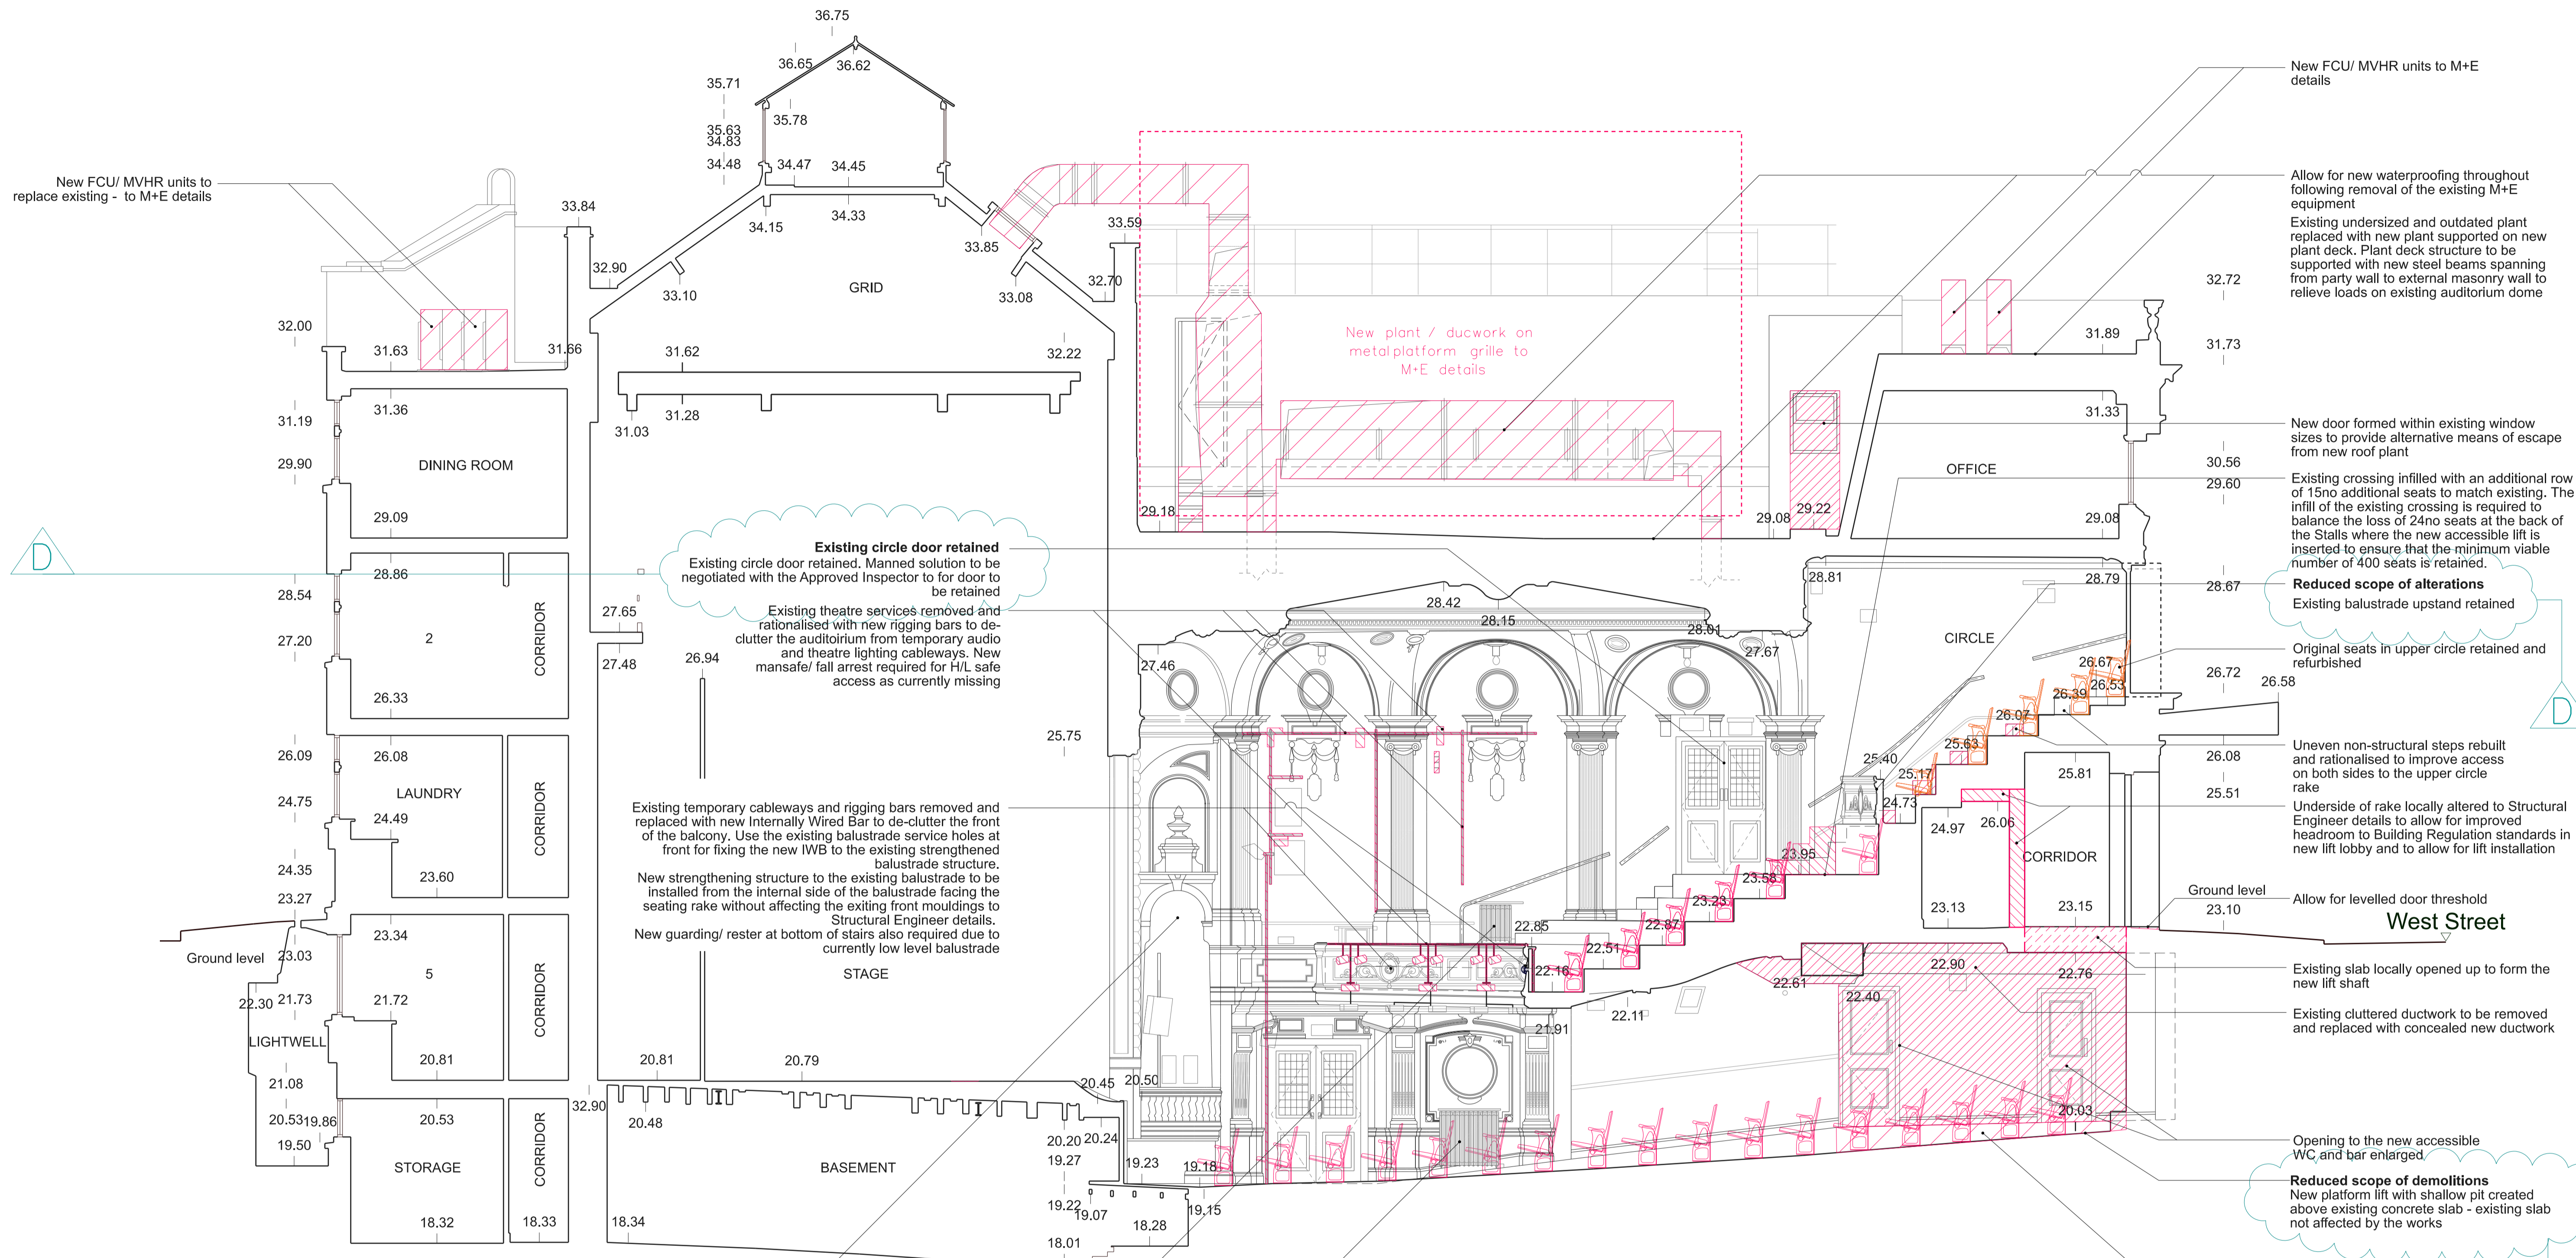 36.75
36.65
36.62
35.71
35.78
35.63
34.83
34.48
34.47
34.45
34.15
34.33
33.84
33.85
33.59
32.90
32.70
33.10
33.08
GRID
New FCU/ MVHR units to
replace existing - to M+E details
32.00
31.63
31.66
31.62
32.22
31.36
31.28
31.03
31.19
DINING ROOM
29.90
29.09
D
28.86
28.54
27.20
2
CORRIDOR
27.65
27.48
26.94
26.33
26.09
26.08
25.75
LAUNDRY
24.75
24.49
CORRIDOR
24.35
23.60
23.27
23.34
Ground level
23.03
5
CORRIDOR
22.30
21.73
21.72
LIGHTWELL
20.81
20.81
20.79
21.08
20.53
19.86
20.53
19.50
STORAGE
CORRIDOR
32.90
20.48
BASEMENT
18.32
18.33
18.34
STAGE
20.45
20.50
20.20
20.24
19.27
19.23
19.18
19.22
19.07
19.15
18.28
18.01
Existing circle door retained
Existing circle door retained. Manned solution to be
negotiated with the Approved Inspector to for door to
be retained
Existing theatre services removed and
rationalised with new rigging bars to de-
clutter the auditoirium from temporary audio
and theatre lighting cableways. New
mansafe/ fall arrest required for H/L safe
access as currently missing
Existing temporary cableways and rigging bars removed and
replaced with new Internally Wired Bar to de-clutter the front
of the balcony. Use the existing balustrade service holes at
front for fixing the new IWB to the existing strengthened
balustrade structure.
New strengthening structure to the existing balustrade to be
installed from the internal side of the balustrade facing the
seating rake without affecting the exiting front mouldings to
Structural Engineer details.
New guarding/ rester at bottom of stairs also required due to
currently low level balustrade
New plant / ducwork on
metal platform grille to
M+E details
29.18
29.08
29.22
29.08
31.89
31.33
OFFICE
28.42
28.15
28.01
27.67
27.46
28.81
28.79
CIRCLE
26.67
26.53
26.39
26.07
25.63
25.40
25.17
24.73
23.95
23.58
23.23
22.87
22.85
22.51
22.16
21.91
22.11
22.61
22.40
22.90
22.76
20.03
24.97
26.06
25.81
CORRIDOR
23.13
23.15
32.72
31.73
30.56
29.60
28.67
26.72
26.58
26.08
25.51
Ground level
23.10
New FCU/ MVHR units to M+E
details
Allow for new waterproofing throughout
following removal of the existing M+E
equipment
Existing undersized and outdated plant
replaced with new plant supported on new
plant deck. Plant deck structure to be
supported with new steel beams spanning
from party wall to external masonry wall to
relieve loads on existing auditorium dome
New door formed within existing window
sizes to provide alternative means of escape
from new roof plant
Existing crossing infilled with an additional row
of 15no additional seats to match existing. The
infill of the existing crossing is required to
balance the loss of 24no seats at the back of
the Stalls where the new accessible lift is
inserted to ensure that the minimum viable
number of 400 seats is retained.
Reduced scope of alterations
Existing balustrade upstand retained
Original seats in upper circle retained and
refurbished
D
Uneven non-structural steps rebuilt
and rationalised to improve access
on both sides to the upper circle
rake
Underside of rake locally altered to Structural
Engineer details to allow for improved
headroom to Building Regulation standards in
new lift lobby and to allow for lift installation
Allow for levelled door threshold
West Street
Existing slab locally opened up to form the
new lift shaft
Existing cluttered ductwork to be removed
and replaced with concealed new ductwork
Opening to the new accessible
WC and bar enlarged
Reduced scope of demolitions
New platform lift with shallow pit created
above existing concrete slab - existing slab
not affected by the works